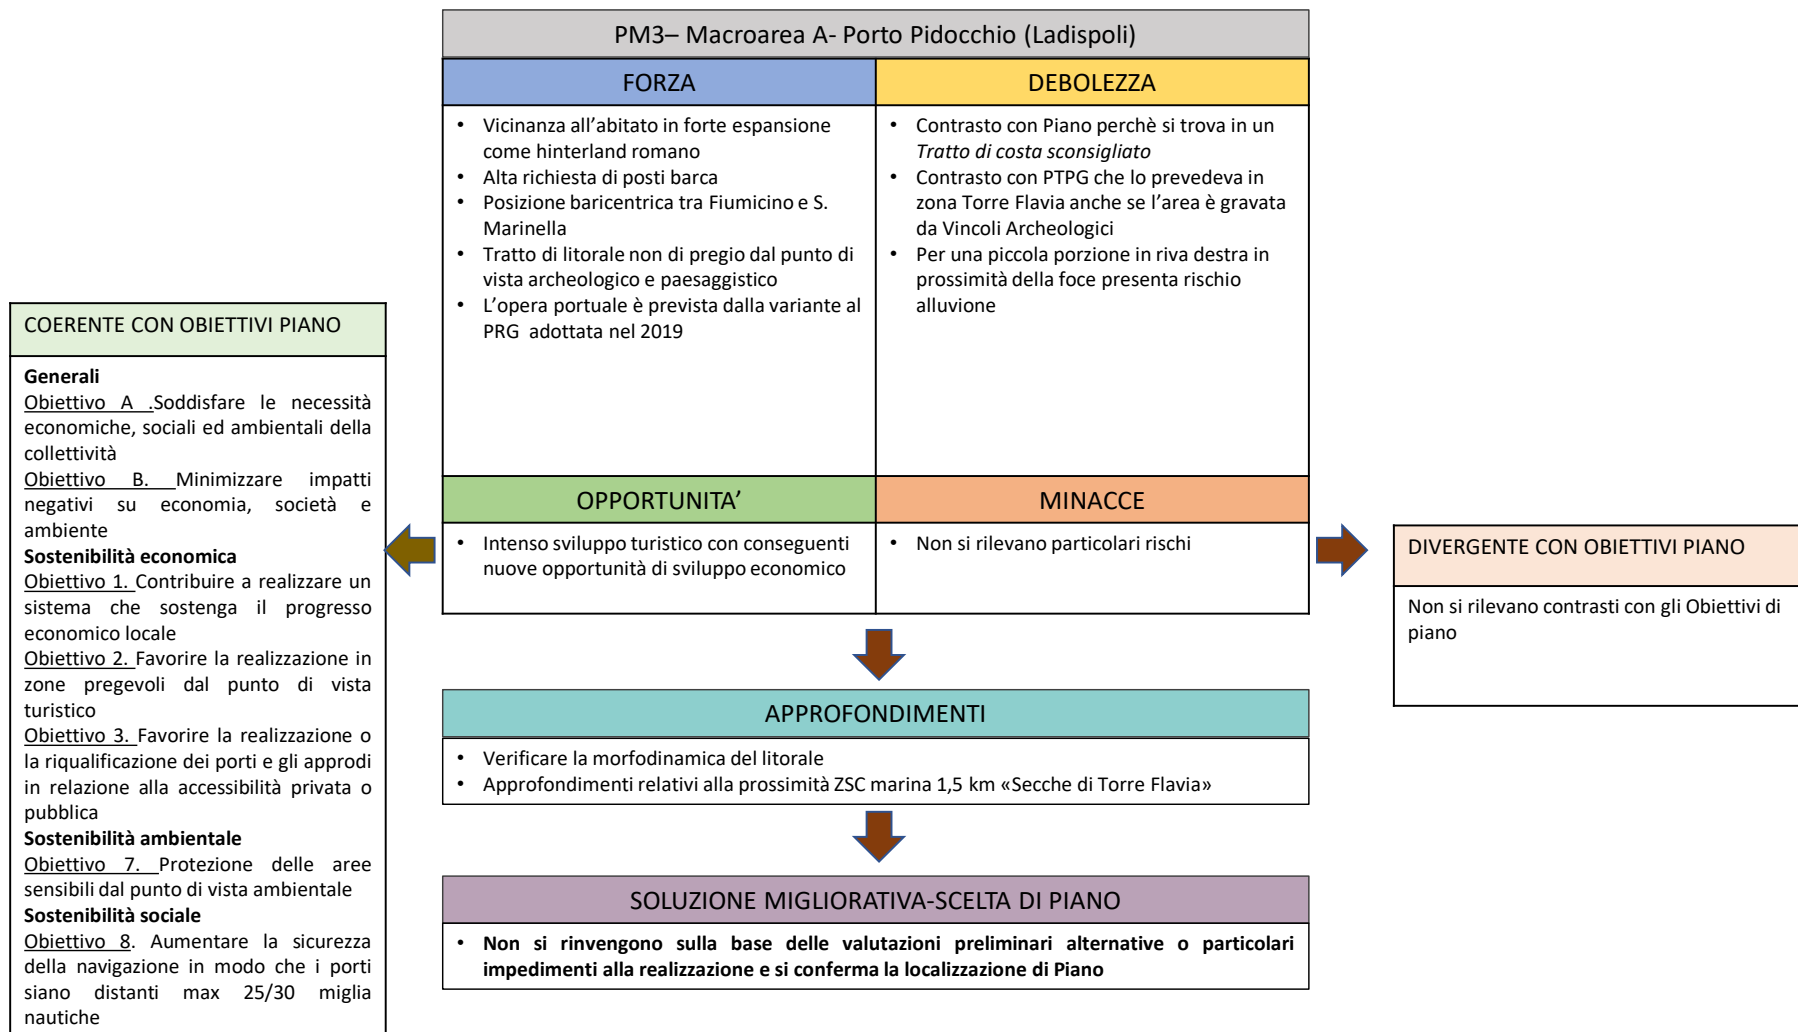 PM3– Macroarea A- Porto Pidocchio (Ladispoli)
FORZA
• Vicinanza all'abitato in forte espansione
come hinterland romano
• Alta richiesta di posti barca
• Posizione baricentrica tra Fiumicino e S.
Marinella
• Tratto di litorale non di pregio dal punto di
vista archeologico e paesaggistico
• L'opera portuale è prevista dalla variante al
PRG adottata nel 2019
DEBOLEZZA
• Contrasto con Piano perchè si trova in un
Tratto di costa sconsigliato
• Contrasto con PTPG che lo prevedeva in
zona Torre Flavia anche se l'area è gravata
da Vincoli Archeologici
• Per una piccola porzione in riva destra in
prossimità della foce presenta rischio
alluvione
OPPORTUNITA'
• Intenso sviluppo turistico con conseguenti
nuove opportunità di sviluppo economico
MINACCE
• Non si rilevano particolari rischi
COERENTE CON OBIETTIVI PIANO
Generali
Obiettivo A .Soddisfare le necessità
economiche, sociali ed ambientali della
collettività
Obiettivo B. Minimizzare impatti
negativi su economia, società e
ambiente
Sostenibilità economica
Obiettivo 1. Contribuire a realizzare un
sistema che sostenga il progresso
economico locale
Obiettivo 2. Favorire la realizzazione in
zone pregevoli dal punto di vista
turistico
Obiettivo 3. Favorire la realizzazione o
la riqualificazione dei porti e gli approdi
in relazione alla accessibilità privata o
pubblica
Sostenibilità ambientale
Obiettivo 7. Protezione delle aree
sensibili dal punto di vista ambientale
Sostenibilità sociale
Obiettivo 8. Aumentare la sicurezza
della navigazione in modo che i porti
siano distanti max 25/30 miglia
nautiche
DIVERGENTE CON OBIETTIVI PIANO
Non si rilevano contrasti con gli Obiettivi di
piano
APPROFONDIMENTI
• Verificare la morfodinamica del litorale
• Approfondimenti relativi alla prossimità ZSC marina 1,5 km «Secche di Torre Flavia»
SOLUZIONE MIGLIORATIVA-SCELTA DI PIANO
• Non si rinvengono sulla base delle valutazioni preliminari alternative o particolari
impedimenti alla realizzazione e si conferma la localizzazione di Piano